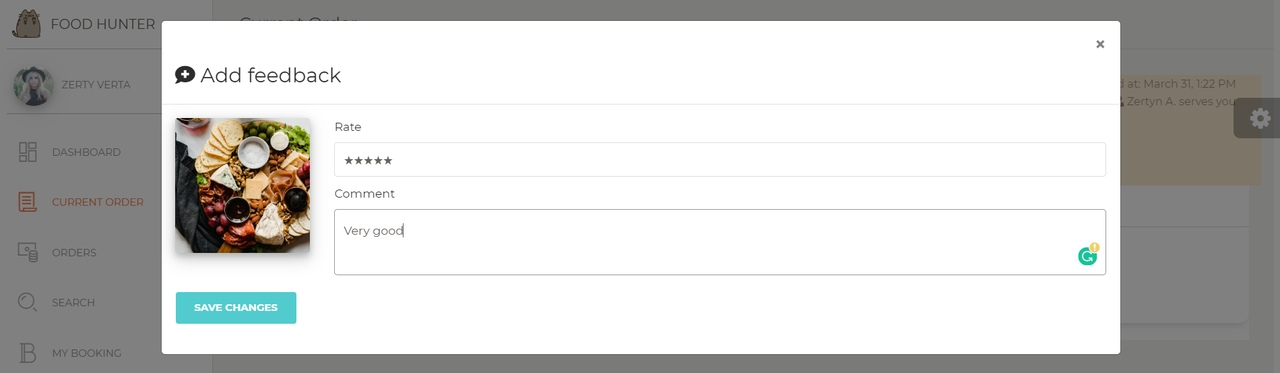 FOOD HUNTER
Current Order
×
Add feedback
ZERTY VERTA
d at: March 31, 1:22 PM
Zertyn A. serves you
Rate
★★★★★
DASHBOARD
Comment
CURRENT ORDER
Very good
ORDERS
SEARCH
SAVE CHANGES
MY BOOKING